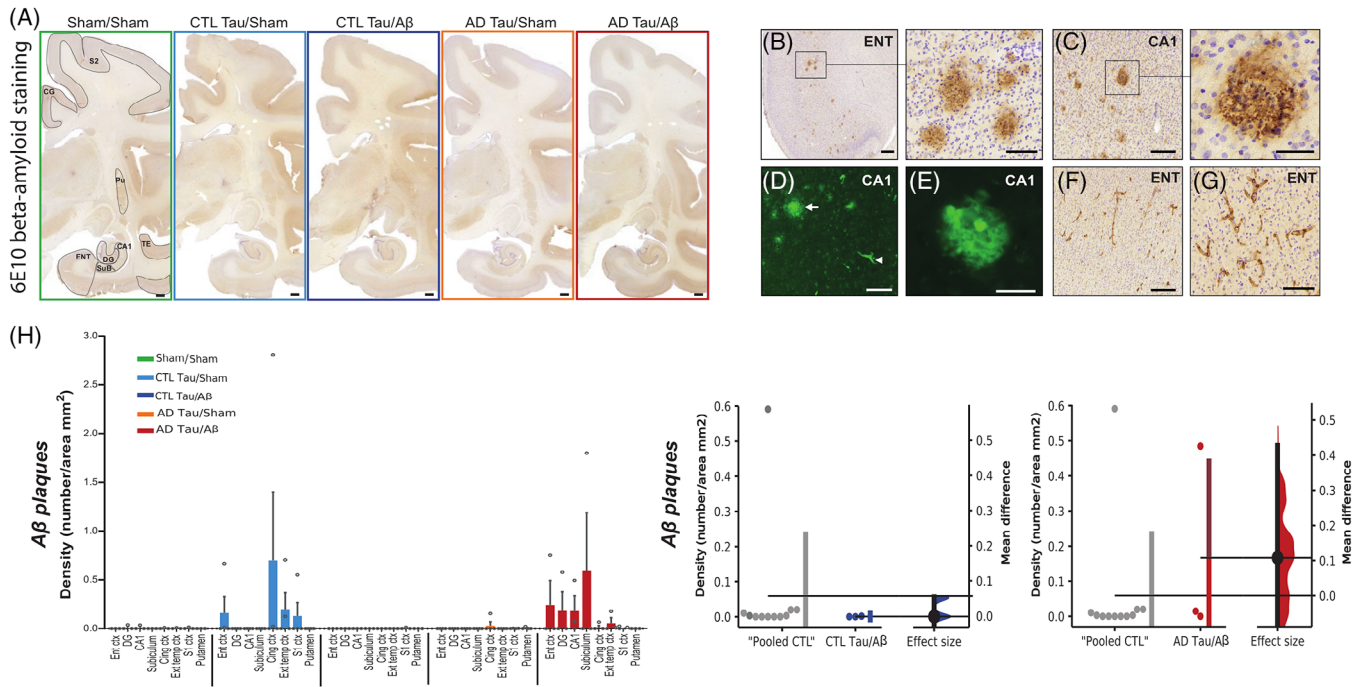 (A)
Sham/Sham
CTL Tau/Sham
CTL Tau/Aβ
AD Tau/Sham
AD Tau/Aβ
6E10 beta-amyloid staining
S2
CG
Pu
CA1
DG
SuB
ENT
TE
(B)
ENT
(C)
CA1
(D)
CA1
(E)
CA1
(F)
ENT
(G)
ENT
(H)
Aβ plaques
Density (number/area mm²)
3.0
2.5
2.0
1.5
1.0
0.5
0.0
Sham/Sham
CTL Tau/Sham
CTL Tau/Aβ
AD Tau/Sham
AD Tau/Aβ
Ent ctx
DG
CA1
Subiculum
Cing ctx
Ext temp ctx
S1 ctx
Putamen
Ent ctx
DG
CA1
Subiculum
Cing ctx
Ext temp ctx
S1 ctx
Putamen
Ent ctx
DG
CA1
Subiculum
Cing ctx
Ext temp ctx
S1 ctx
Putamen
Ent ctx
DG
CA1
Subiculum
Cing ctx
Ext temp ctx
S1 ctx
Putamen
Ent ctx
DG
CA1
Subiculum
Cing ctx
Ext temp ctx
S1 ctx
Putamen
Aβ plaques
Density (number/area mm2)
0.6
0.5
0.4
0.3
0.2
0.1
0.0
"Pooled CTL"
CTL Tau/Aβ
Effect size
0.5
0.4
0.3
0.2
0.1
0.0
Mean difference
Density (number/area mm2)
0.6
0.5
0.4
0.3
0.2
0.1
0.0
"Pooled CTL"
AD Tau/Aβ
Effect size
0.5
0.4
0.3
0.2
0.1
0.0
Mean difference